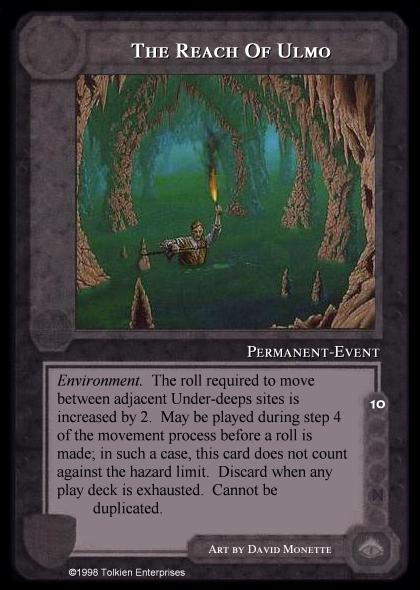 THE REACH OF ULMO
PERMANENT-EVENT
Environment. The roll required to move
between adjacent Under-deeps sites is
increased by 2. May be played during step 4
of the movement process before a roll is
made; in such a case, this card does not count
against the hazard limit. Discard when any
play deck is exhausted. Cannot be
duplicated.
10
N
ART BY DAVID MONETTE
©1998 Tolkien Enterprises